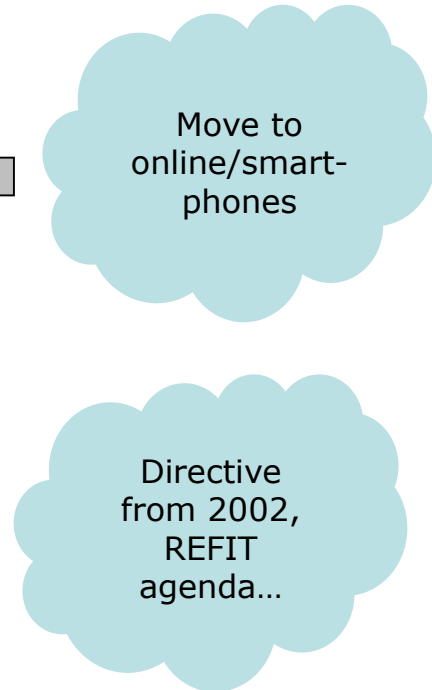 Move to
online/smart-
phones
Directive
from 2002,
REFIT
agenda…